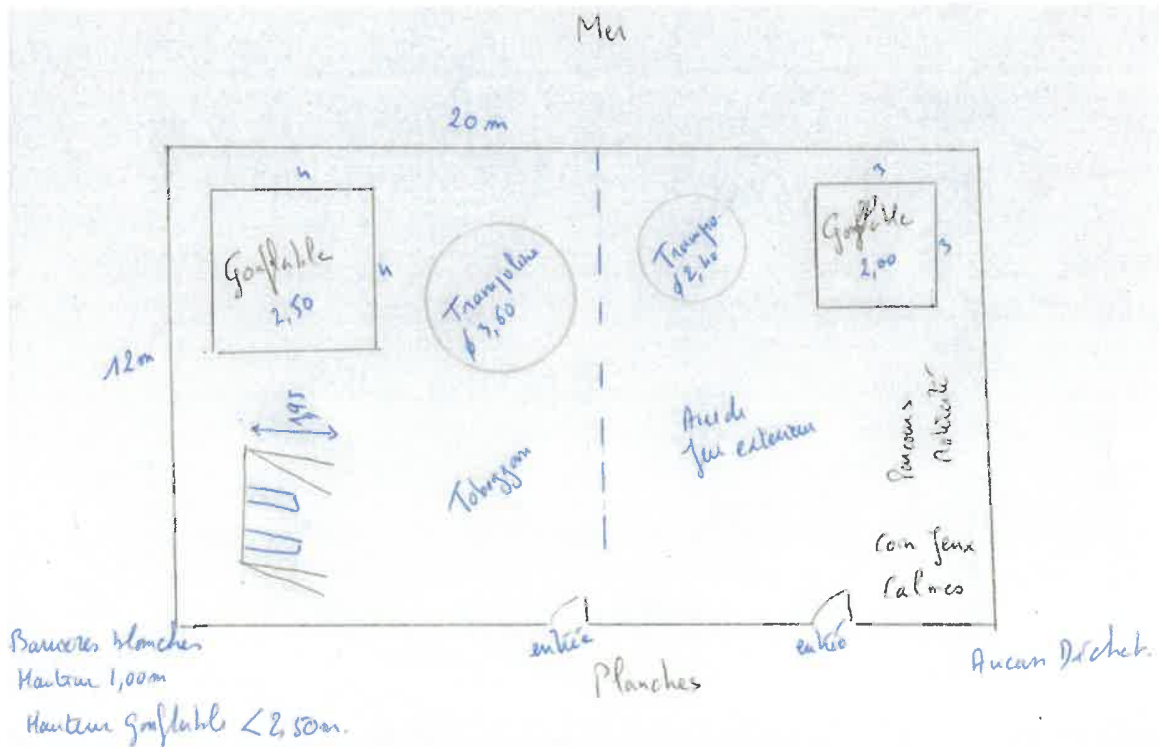 Mer
20 m
4
3
Gonflable
4
2,50
Trampoline
ϕ 3,60
Trampo
ϕ 2,40
Gonflable
2,00
3
12 m
1,95
Toboggan
Aire de
jeu extérieur
Parcours
motricité
Coin Jeux
Calmes
entrée
entrée
Planches
Barrières blanches
Hauteur 1,00m
Hauteur gonflable < 2,50m.
Aucun Déchet.